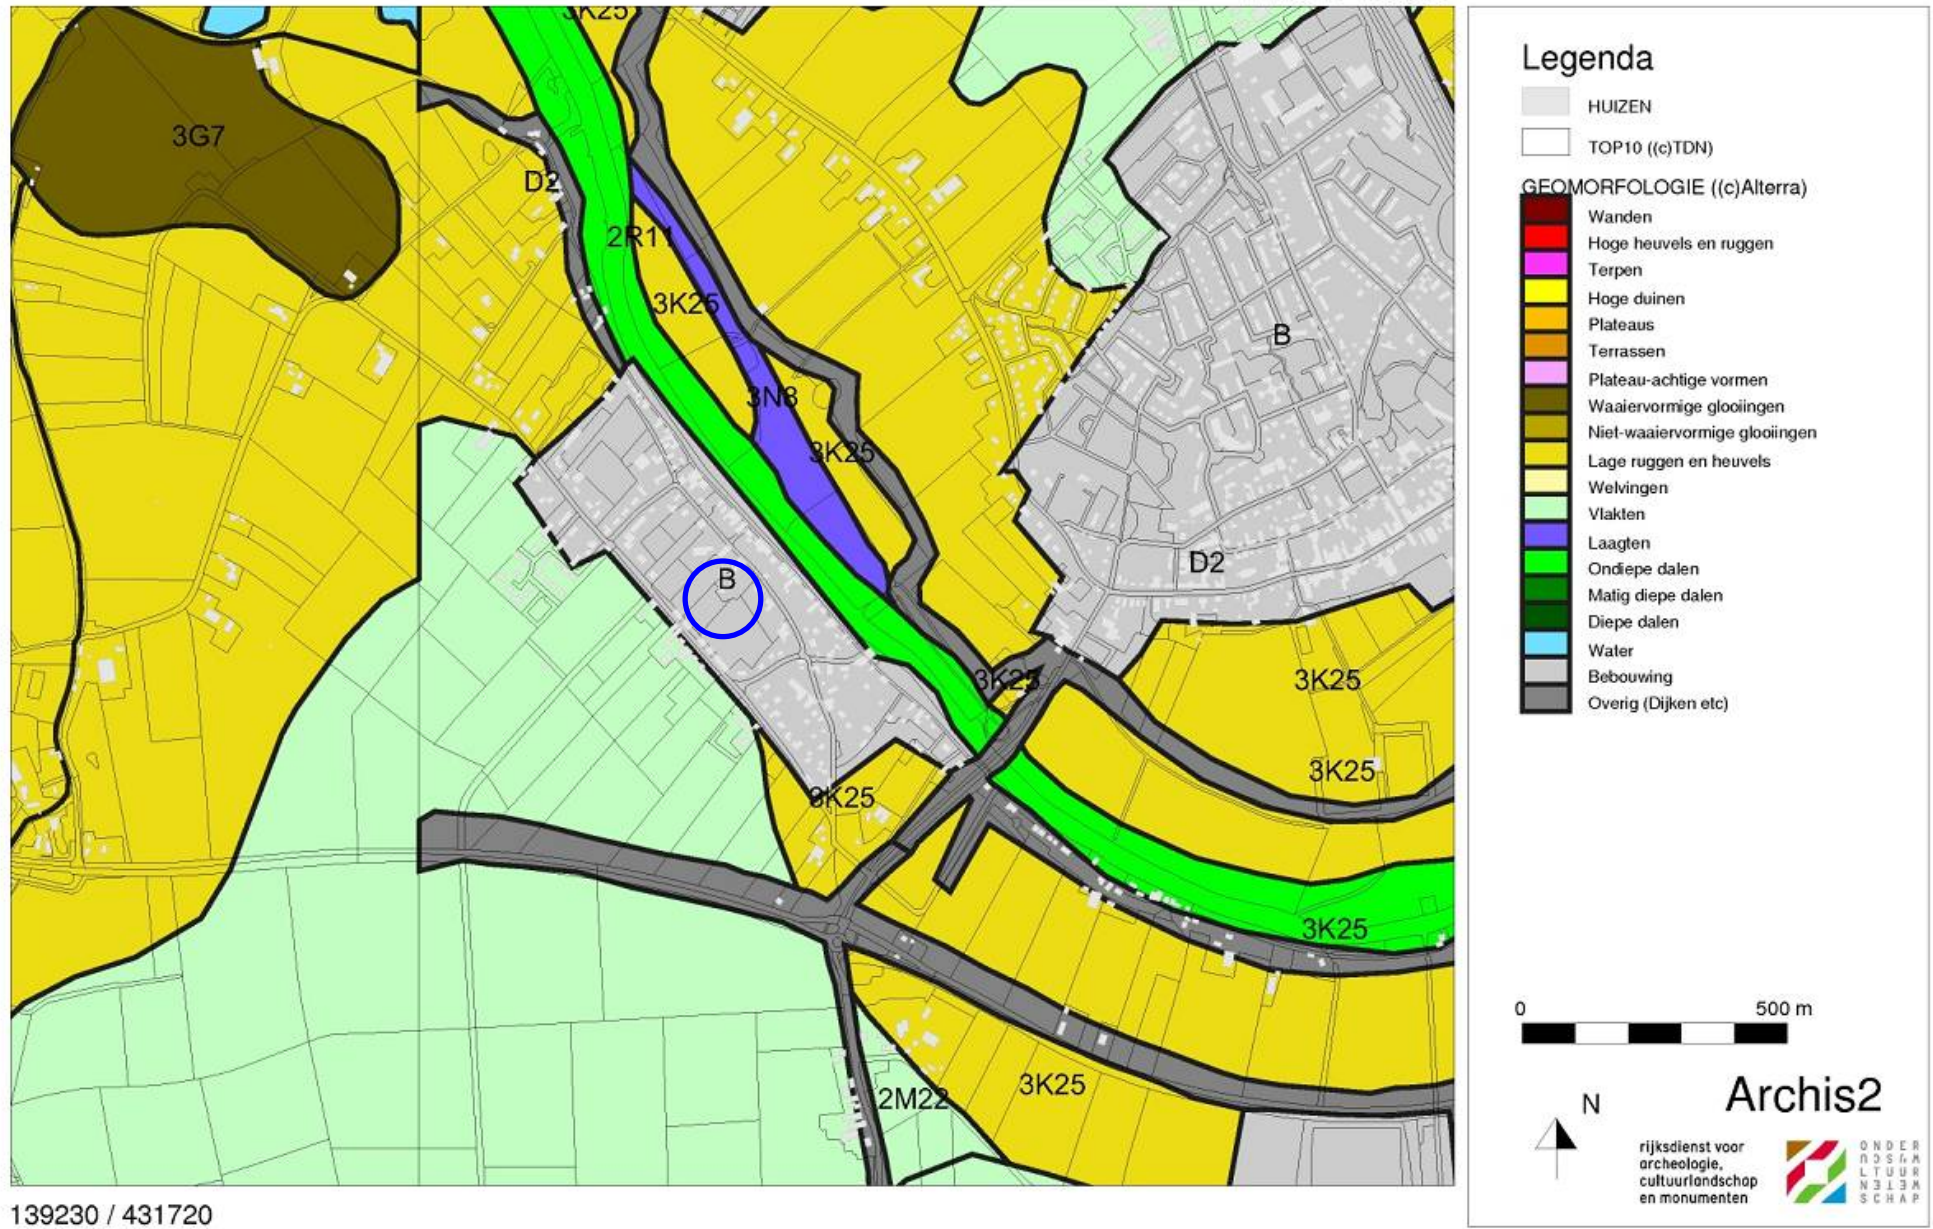 3K25
3G7
D2
2R11
3K25
B
3N8
3K25
D2
B
3K25
3K25
3K25
3K25
3K25
3K25
2M22
139230 / 431720
Legenda
HUIZEN
TOP10 ((c)TDN)
GEOMORFOLOGIE ((c)Alterra)
Wanden
Hoge heuvels en ruggen
Terpen
Hoge duinen
Plateaus
Terrassen
Plateau-achtige vormen
Waaiervormige glooiingen
Niet-waaiervormige glooiingen
Lage ruggen en heuvels
Welvingen
Vlakten
Laagten
Ondiepe dalen
Matig diepe dalen
Diepe dalen
Water
Bebouwing
Overig (Dijken etc)
0 500 m
N
Archis2
rijksdienst voor
archeologie,
cultuurlandschap
en monumenten
ONDER
SCHAP